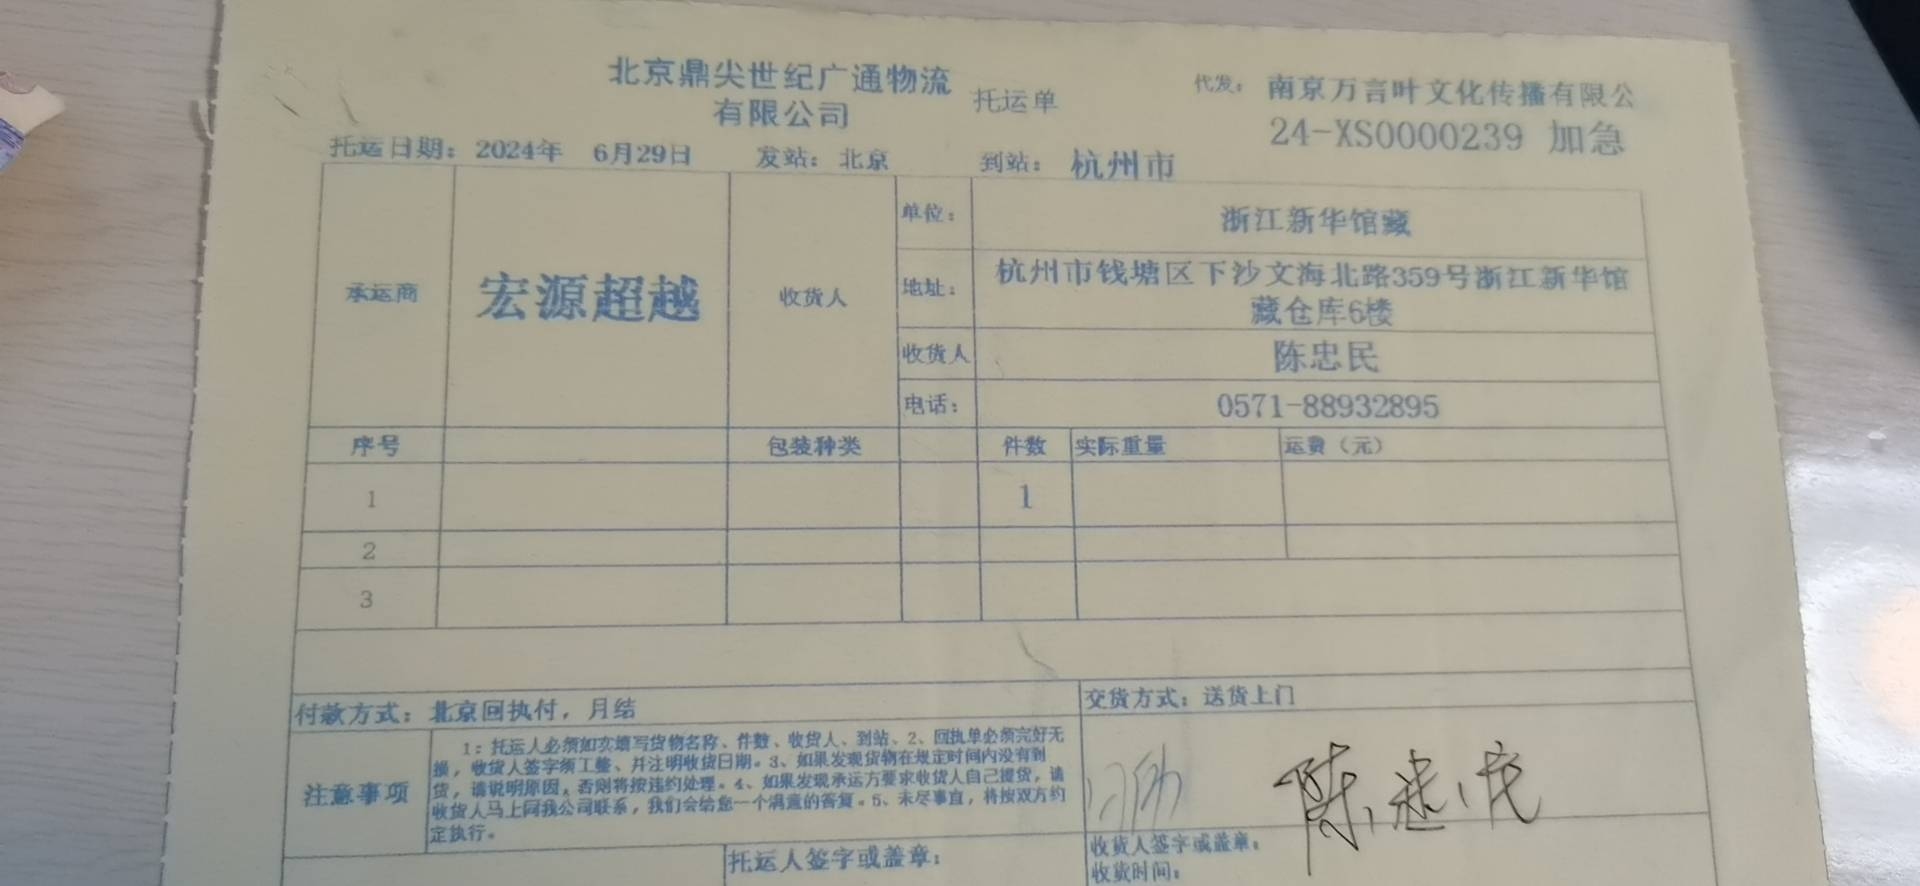 北京鼎尖世纪广通物流
有限公司
托运单
代发： 南京万言叶文化传播有限公
24-XS0000239 加急
托运日期： 2024年 6月29日 发站：北京 到站： 杭州市
承运商
宏源超越
收货人
单位：
浙江新华馆藏
地址：
杭州市钱塘区下沙文海北路359号浙江新华馆
藏仓库6楼
收货人
陈忠民
电话：
0571-88932895
序号 包装种类 件数 实际重量 运费（元）
1 1
2
3
付款方式：北京回执付，月结
交货方式：送货上门
注意事项
1：托运人必须如实填写货物名称、件数、收货人、到站、2、回执单必须完好无
损，收货人签字须工整、并注明收货日期。3、如果发现货物在规定时间内没有到
货，请说明原因，否则将按违约处理。4、如果发现承运方要求收货人自己提货，请
收货人马上同我公司联系，我们会给您一个满意的答复。5、未尽事宜，将按双方约
定执行。
托运人签字或盖章：
收货人签字或盖章：
收货时间：